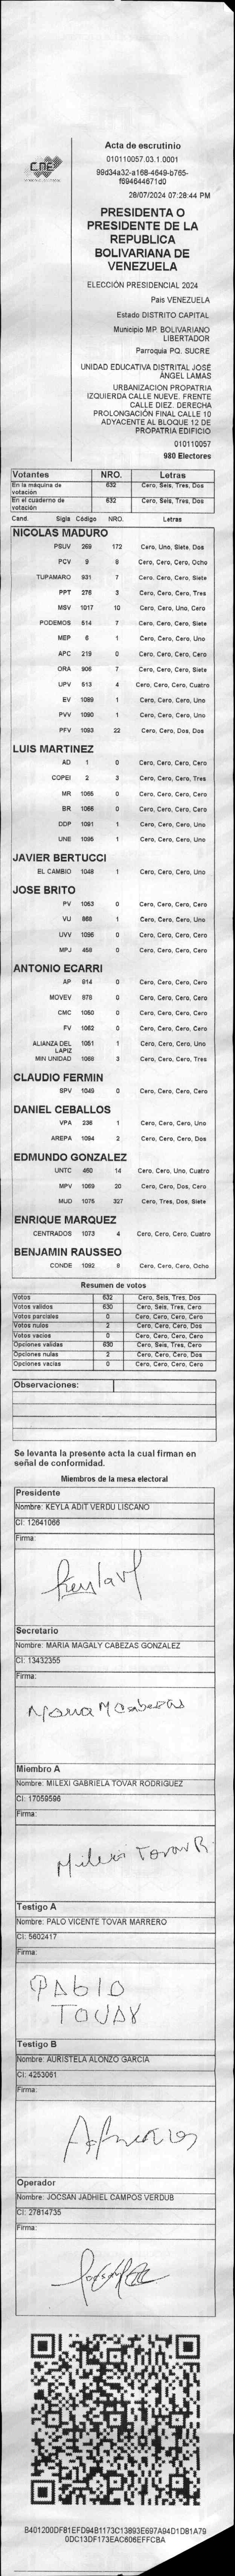 CNE
Acta de escrutinio
010110057.03.1.0001
99d34a32-a168-4649-b765-
f694644671d0
28/07/2024 07:28:44 PM
PRESIDENTA O
PRESIDENTE DE LA
REPUBLICA
BOLIVARIANA DE
VENEZUELA
ELECCIÓN PRESIDENCIAL 2024
Pais VENEZUELA
Estado DISTRITO CAPITAL
Municipio MP. BOLIVARIANO
LIBERTADOR
Parroquia PQ. SUCRE
UNIDAD EDUCATIVA DISTRITAL JOSÉ
ÁNGEL LAMAS
URBANIZACION PROPATRIA
IZQUIERDA CALLE NUEVE. FRENTE
CALLE DIEZ. DERECHA
PROLONGACIÓN FINAL CALLE 10
ADYACENTE AL BLOQUE 12 DE
PROPATRIA EDIFICIO
010110057
980 Electores
Votantes NRO. Letras
En la máquina de votación 632 Cero, Seis, Tres, Dos
En el cuaderno de votación 632 Cero, Seis, Tres, Dos
Cand. Sigla Código NRO. Letras
NICOLAS MADURO
PSUV 269 172 Cero, Uno, Siete, Dos
PCV 9 8 Cero, Cero, Cero, Ocho
TUPAMARO 931 7 Cero, Cero, Cero, Siete
PPT 276 3 Cero, Cero, Cero, Tres
MSV 1017 10 Cero, Cero, Uno, Cero
PODEMOS 514 7 Cero, Cero, Cero, Siete
MEP 6 1 Cero, Cero, Cero, Uno
APC 219 0 Cero, Cero, Cero, Cero
ORA 906 7 Cero, Cero, Cero, Siete
UPV 613 4 Cero, Cero, Cero, Cuatro
EV 1089 1 Cero, Cero, Cero, Uno
PVV 1090 1 Cero, Cero, Cero, Uno
PFV 1093 22 Cero, Cero, Dos, Dos
LUIS MARTINEZ
AD 1 0 Cero, Cero, Cero, Cero
COPEI 2 3 Cero, Cero, Cero, Tres
MR 1065 0 Cero, Cero, Cero, Cero
BR 1066 0 Cero, Cero, Cero, Cero
DDP 1091 1 Cero, Cero, Cero, Uno
UNE 1095 1 Cero, Cero, Cero, Uno
JAVIER BERTUCCI
EL CAMBIO 1048 1 Cero, Cero, Cero, Uno
JOSE BRITO
PV 1053 0 Cero, Cero, Cero, Cero
VU 868 1 Cero, Cero, Cero, Uno
UVV 1096 0 Cero, Cero, Cero, Cero
MPJ 458 0 Cero, Cero, Cero, Cero
ANTONIO ECARRI
AP 914 0 Cero, Cero, Cero, Cero
MOVEV 878 0 Cero, Cero, Cero, Cero
CMC 1050 0 Cero, Cero, Cero, Cero
FV 1062 0 Cero, Cero, Cero, Cero
ALIANZA DEL LAPIZ 1051 1 Cero, Cero, Cero, Uno
MIN UNIDAD 1068 3 Cero, Cero, Cero, Tres
CLAUDIO FERMIN
SPV 1049 0 Cero, Cero, Cero, Cero
DANIEL CEBALLOS
VPA 236 1 Cero, Cero, Cero, Uno
AREPA 1094 2 Cero, Cero, Cero, Dos
EDMUNDO GONZALEZ
UNTC 460 14 Cero, Cero, Uno, Cuatro
MPV 1069 20 Cero, Cero, Dos, Cero
MUD 1075 327 Cero, Tres, Dos, Siete
ENRIQUE MARQUEZ
CENTRADOS 1073 4 Cero, Cero, Cero, Cuatro
BENJAMIN RAUSSEO
CONDE 1092 8 Cero, Cero, Cero, Ocho
Resumen de votos
Votos 632 Cero, Seis, Tres, Dos
Votos validos 630 Cero, Seis, Tres, Cero
Votos parciales 0 Cero, Cero, Cero, Cero
Votos nulos 2 Cero, Cero, Cero, Dos
Votos vacios 0 Cero, Cero, Cero, Cero
Opciones validas 630 Cero, Seis, Tres, Cero
Opciones nulas 2 Cero, Cero, Cero, Dos
Opciones vacias 0 Cero, Cero, Cero, Cero
Observaciones:
Se levanta la presente acta la cual firman en
señal de conformidad.
Miembros de la mesa electoral
Presidente
Nombre: KEYLA ADIT VERDU LISCANO
CI: 12641066
Firma:
Secretario
Nombre: MARIA MAGALY CABEZAS GONZALEZ
CI: 13432355
Firma:
Maria M Cabezas
Miembro A
Nombre: MILEXI GABRIELA TOVAR RODRIGUEZ
CI: 17059596
Firma:
Milexi Tovar R
Testigo A
Nombre: PALO VICENTE TOVAR MARRERO
CI: 5602417
Firma:
PABLO
TOVAR
Testigo B
Nombre: AURISTELA ALONZO GARCIA
CI: 4253061
Firma:
Operador
Nombre: JOCSAN JADHIEL CAMPOS VERDUB
CI: 27814735
Firma:
B401200DF81EFD94B1173C13893E697A94D1D81A79
0DC13DF173EAC606EFFCBA